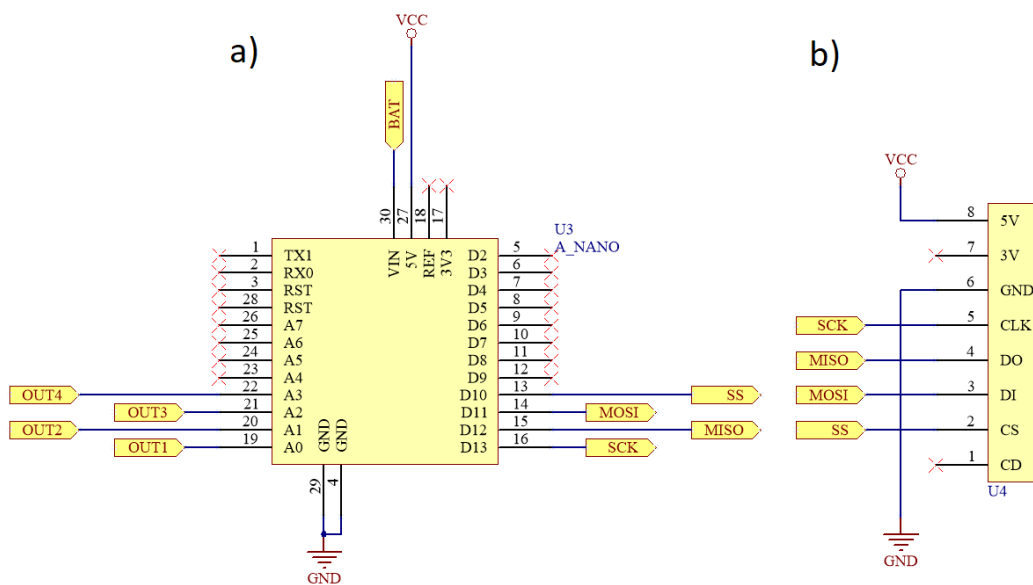 a)
VCC
BAT
30
27
18
17
VIN
5V
REF
3V3
U3
A_NANO
1 TX1
2 RX0
3 RST
28 RST
26 A7
25 A6
24 A5
23 A4
OUT4 22 A3
OUT3 21 A2
OUT2 20 A1
OUT1 19 A0
GND
GND
29
4
GND
D2 5
D3 6
D4 7
D5 8
D6 9
D7 10
D8 11
D9 12
D10 13 SS
D11 14 MOSI
D12 15 MISO
D13 16 SCK
b)
VCC
8 5V
7 3V
6 GND
SCK 5 CLK
MISO 4 DO
MOSI 3 DI
SS 2 CS
1 CD
U4
GND